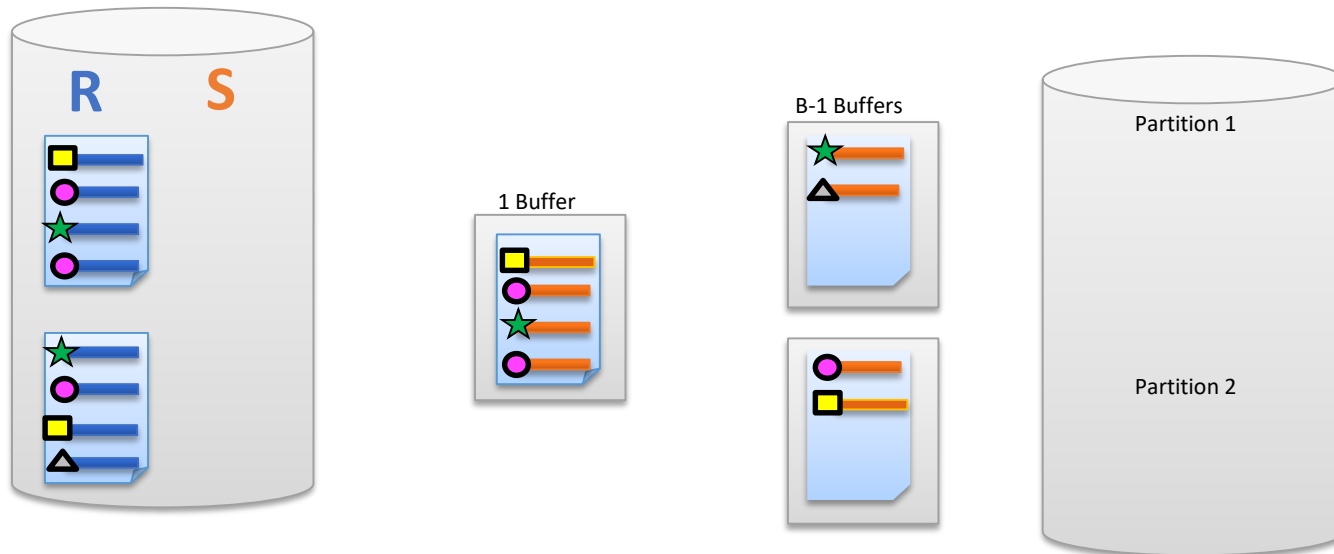 R S
1 Buffer
B-1 Buffers
Partition 1
Partition 2